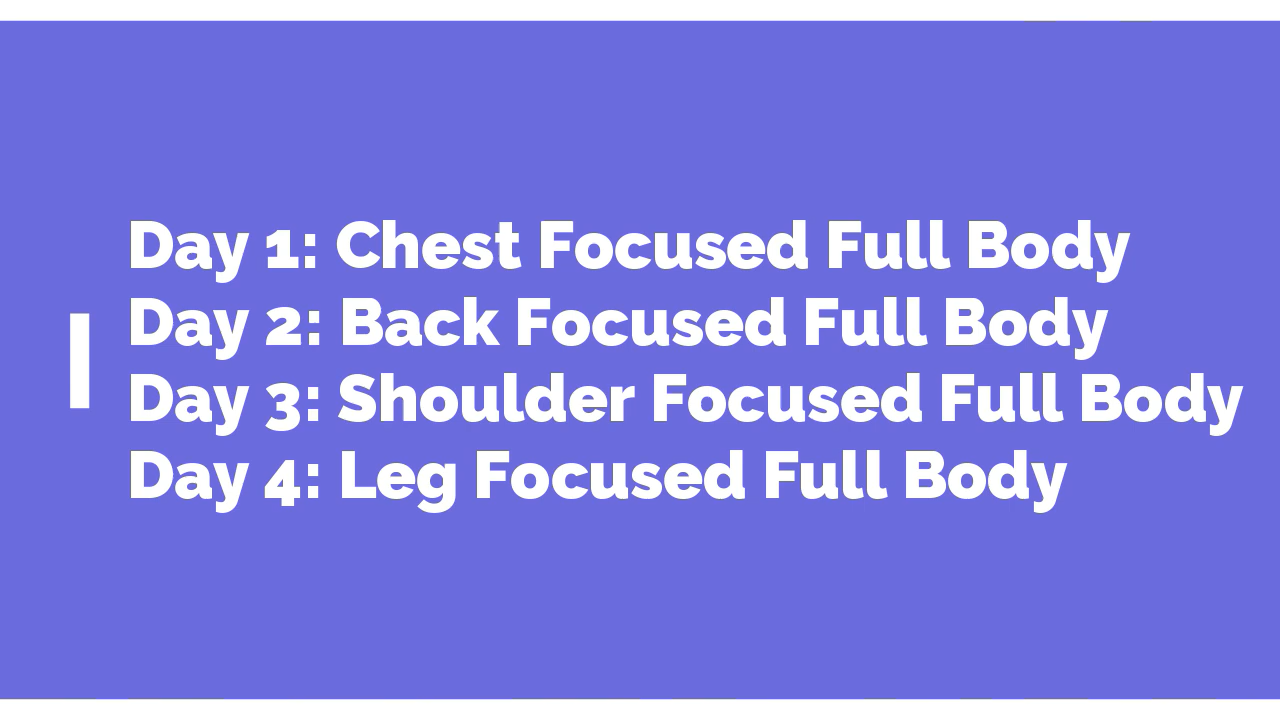 Day 1: Chest Focused Full Body
Day 2: Back Focused Full Body
Day 3: Shoulder Focused Full Body
Day 4: Leg Focused Full Body